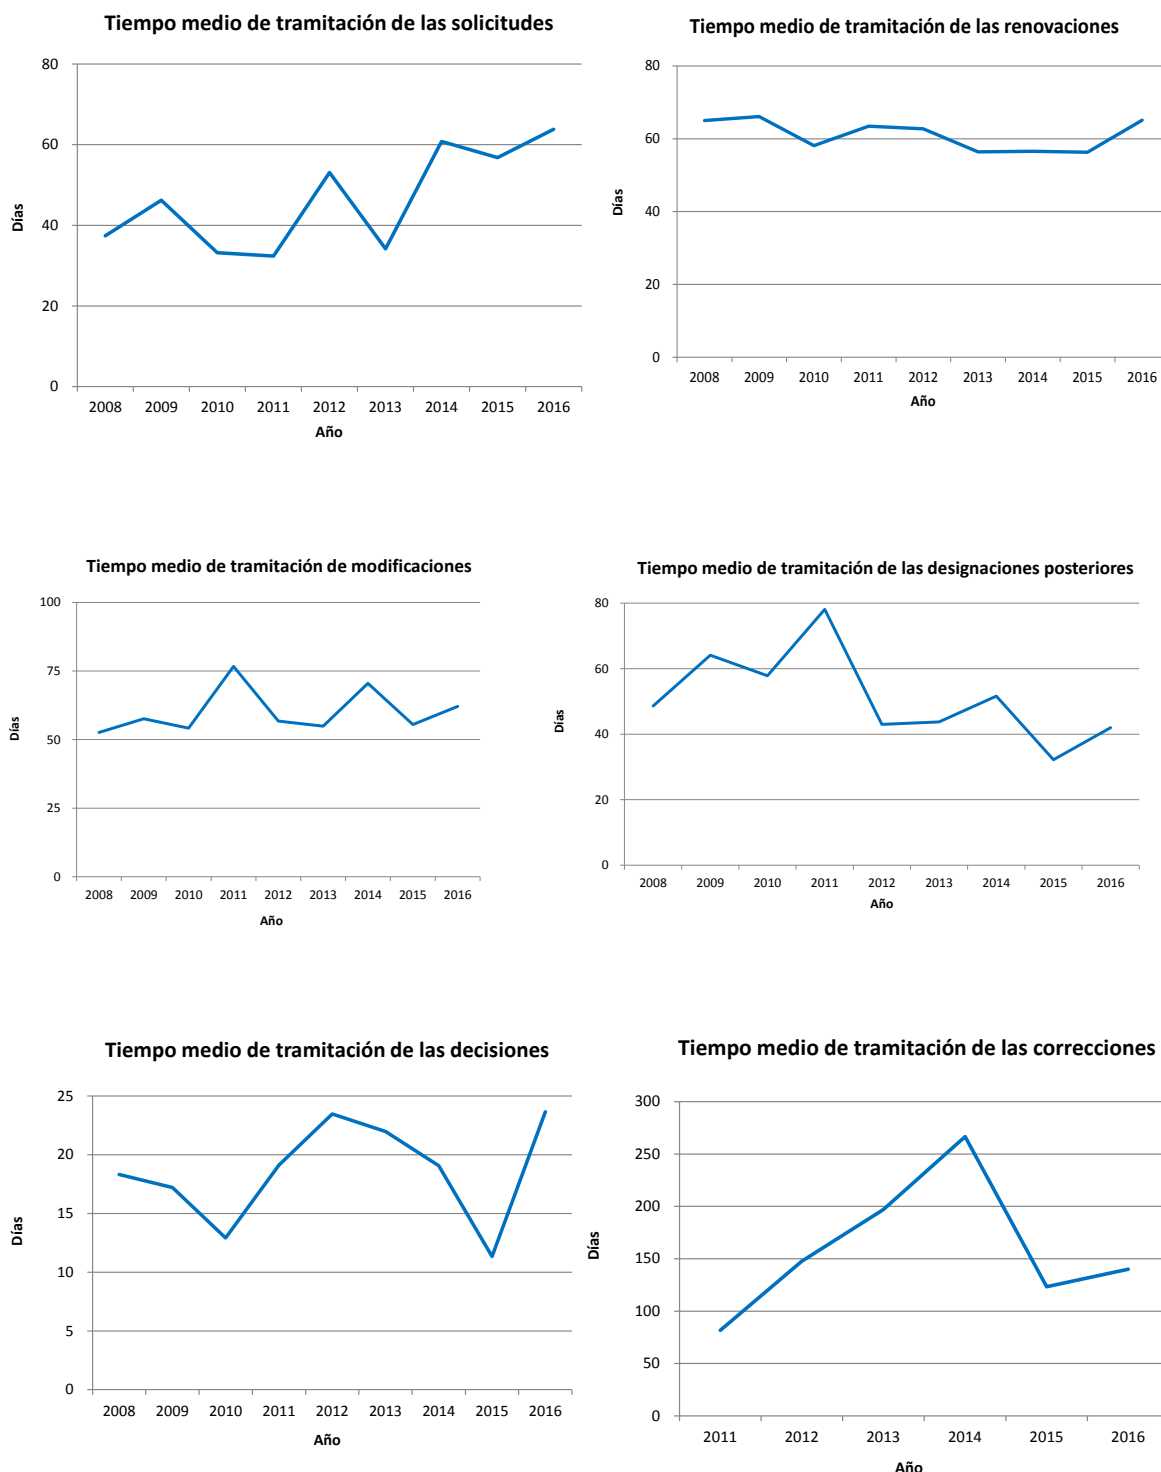 Tiempo medio de tramitación de las solicitudes
80
60
40
20
0
Días
2008 2009 2010 2011 2012 2013 2014 2015 2016
Año
Tiempo medio de tramitación de las renovaciones
80
60
40
20
0
Días
2008 2009 2010 2011 2012 2013 2014 2015 2016
Año
Tiempo medio de tramitación de modificaciones
100
75
50
25
0
Días
2008 2009 2010 2011 2012 2013 2014 2015 2016
Año
Tiempo medio de tramitación de las designaciones posteriores
80
60
40
20
0
Días
2008 2009 2010 2011 2012 2013 2014 2015 2016
Año
Tiempo medio de tramitación de las decisiones
25
20
15
10
5
0
Días
2008 2009 2010 2011 2012 2013 2014 2015 2016
Año
Tiempo medio de tramitación de las correcciones
300
250
200
150
100
50
0
Días
2011 2012 2013 2014 2015 2016
Año